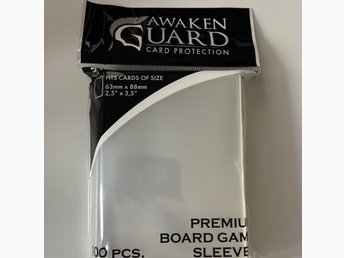 AWAKEN
GUARD
CARD PROTECTION
FITS CARDS OF SIZE
63mm x 88mm
2,5" x 3,5"
PREMIU
BOARD GAM
00 PCS. SLEEVE